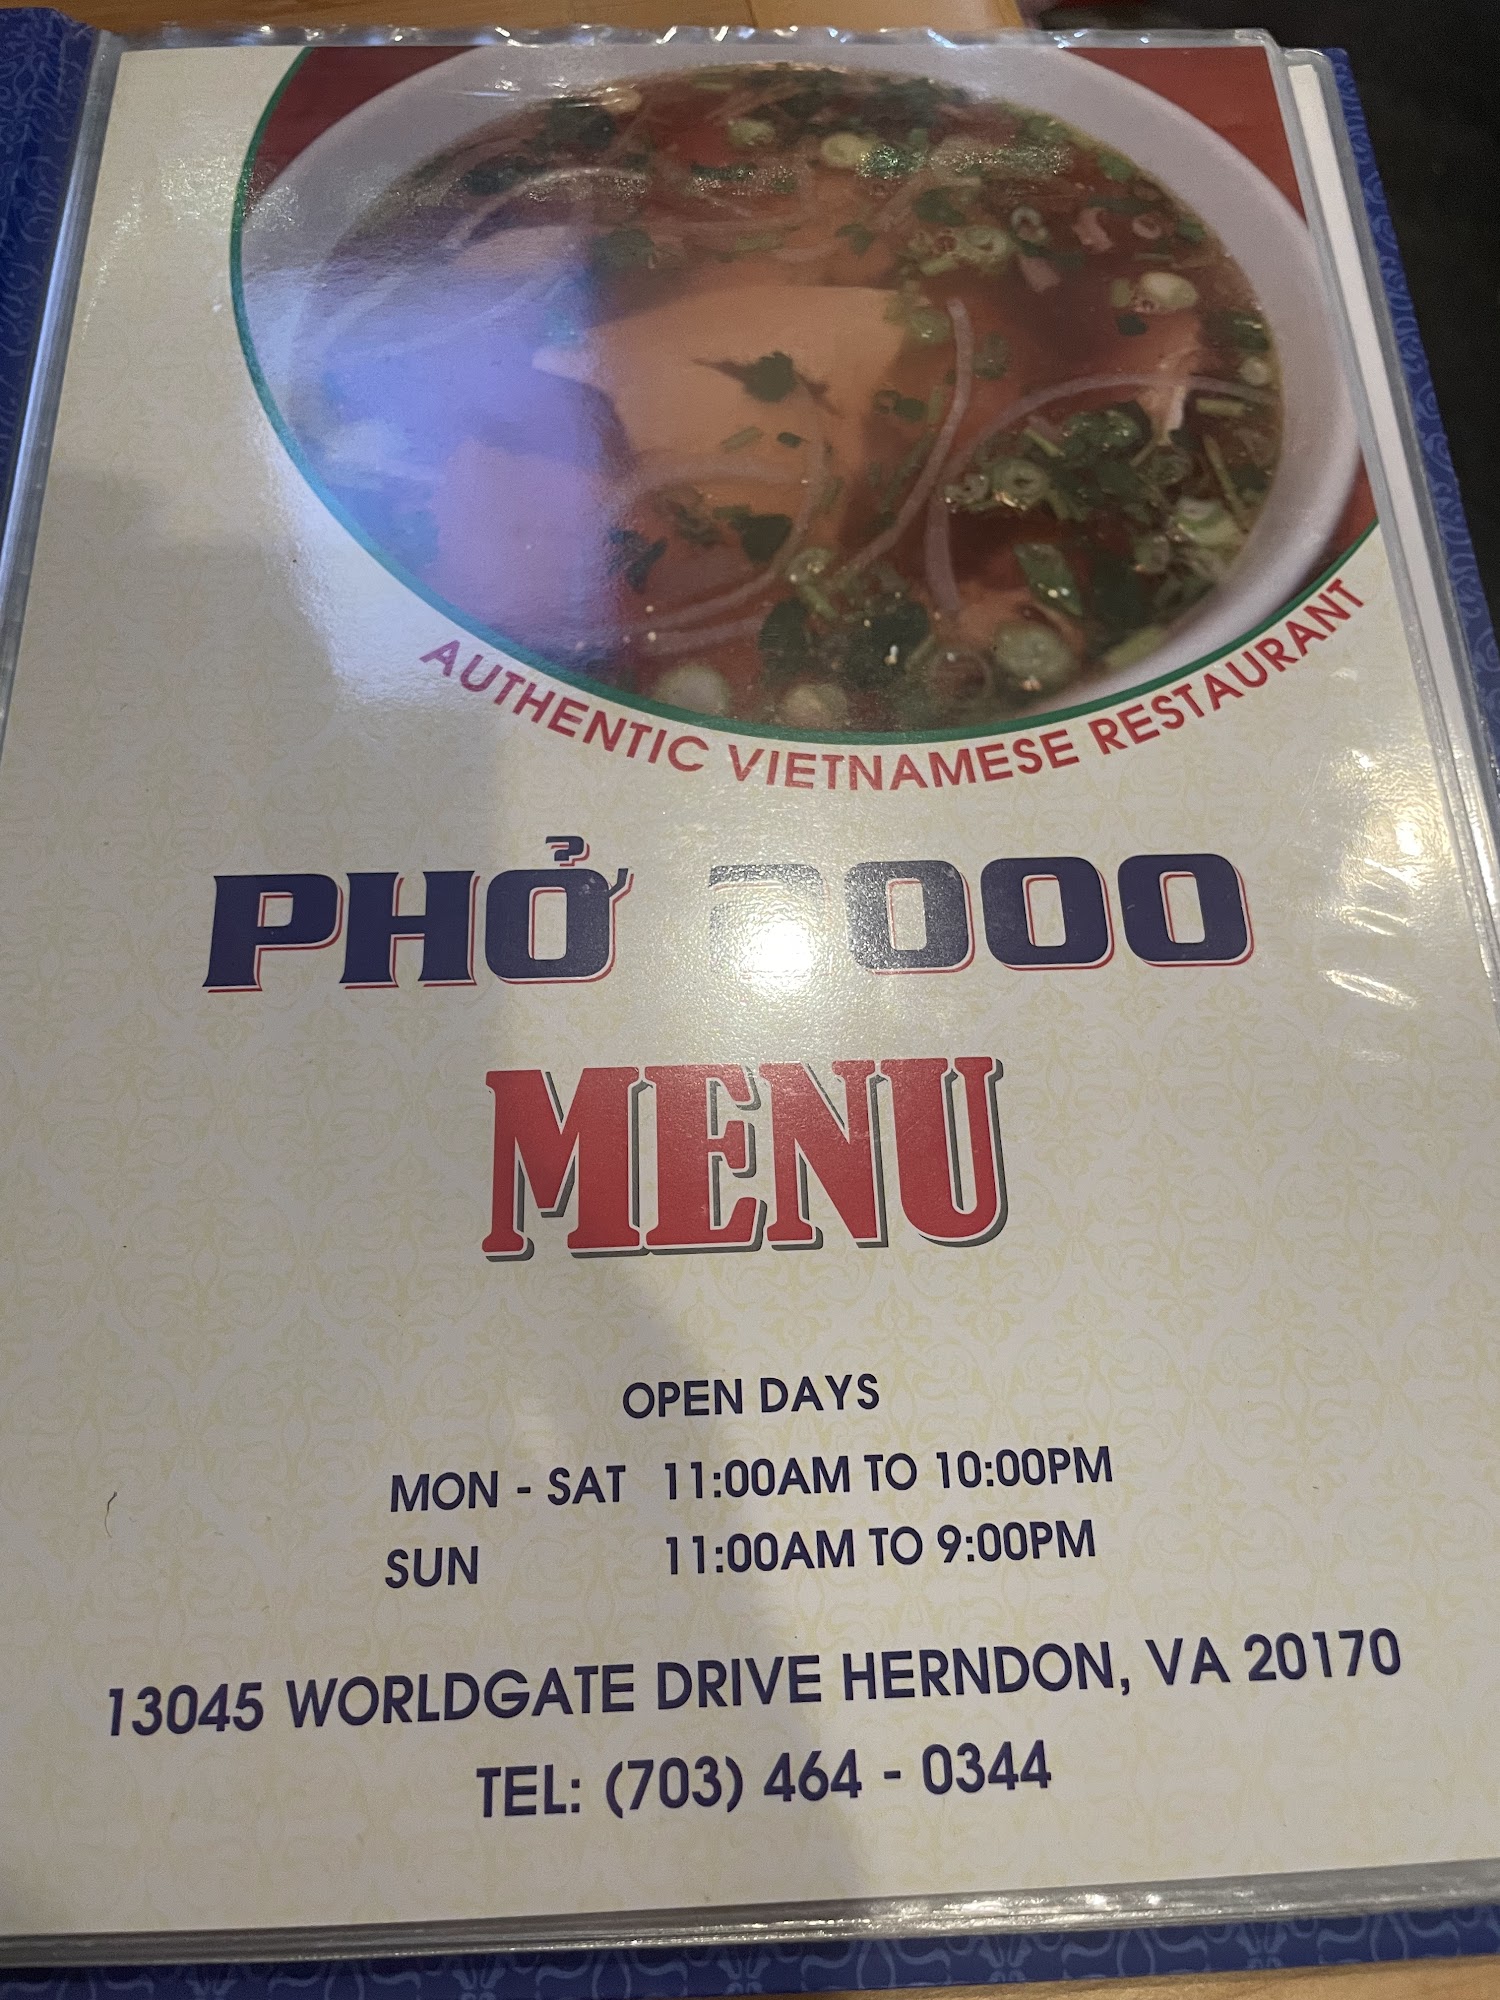 AUTHENTIC VIETNAMESE RESTAURANT
PHỞ 000
MENU
OPEN DAYS
MON - SAT 11:00AM TO 10:00PM
SUN 11:00AM TO 9:00PM
13045 WORLDGATE DRIVE HERNDON, VA 20170
TEL: (703) 464 - 0344